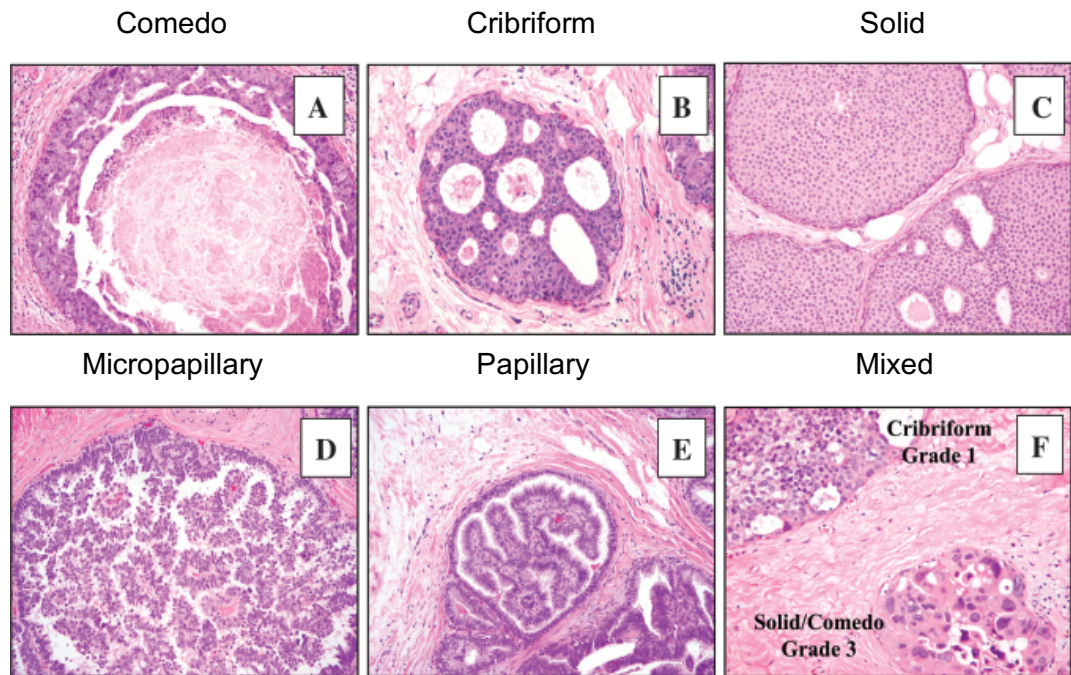 Comedo
Cribriform
Solid
A
B
C
Micropapillary
Papillary
Mixed
D
E
F
Cribriform
Grade 1
Solid/Comedo
Grade 3